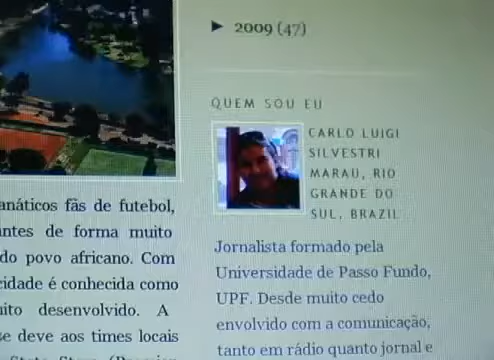 ► 2009 (47)
QUEM SOU EU
CARLO LUIGI
SILVESTRI
MARAU, RIO
GRANDE DO
SUL, BRAZIL
Jornalista formado pela
Universidade de Passo Fundo,
UPF. Desde muito cedo
envolvido com a comunicação,
tanto em rádio quanto jornal e
anáticos fãs de futebol,
antes de forma muito
do povo africano. Com
cidade é conhecida como
uito desenvolvido. A
se deve aos times locais